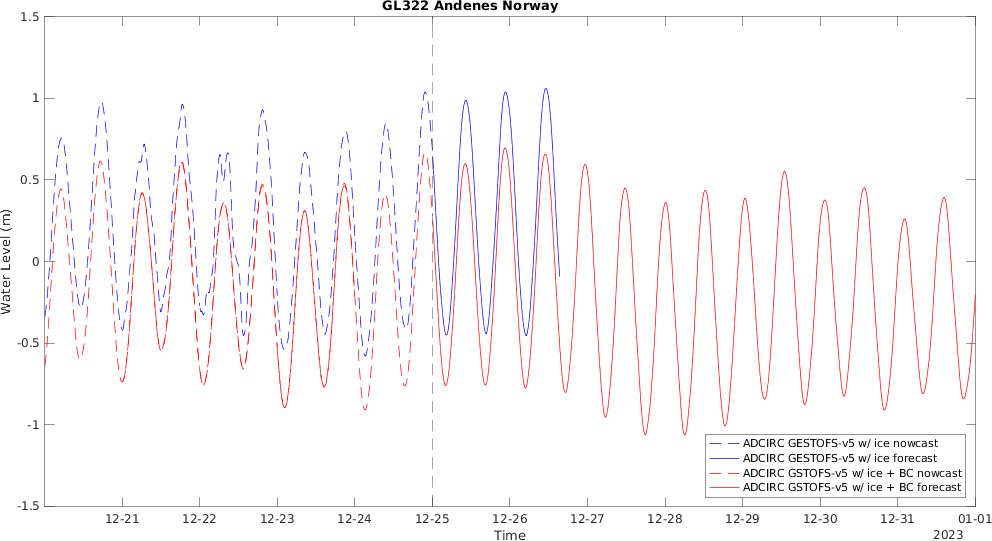 GL322 Andenes Norway
1.5
1
0.5
0
-0.5
-1
-1.5
Water Level (m)
12-21 12-22 12-23 12-24 12-25 12-26 12-27 12-28 12-29 12-30 12-31 01-01
Time
2023
ADCIRC GESTOFS-v5 w/ ice nowcast
ADCIRC GESTOFS-v5 w/ ice forecast
ADCIRC GSTOFS-v5 w/ ice + BC nowcast
ADCIRC GSTOFS-v5 w/ ice + BC forecast